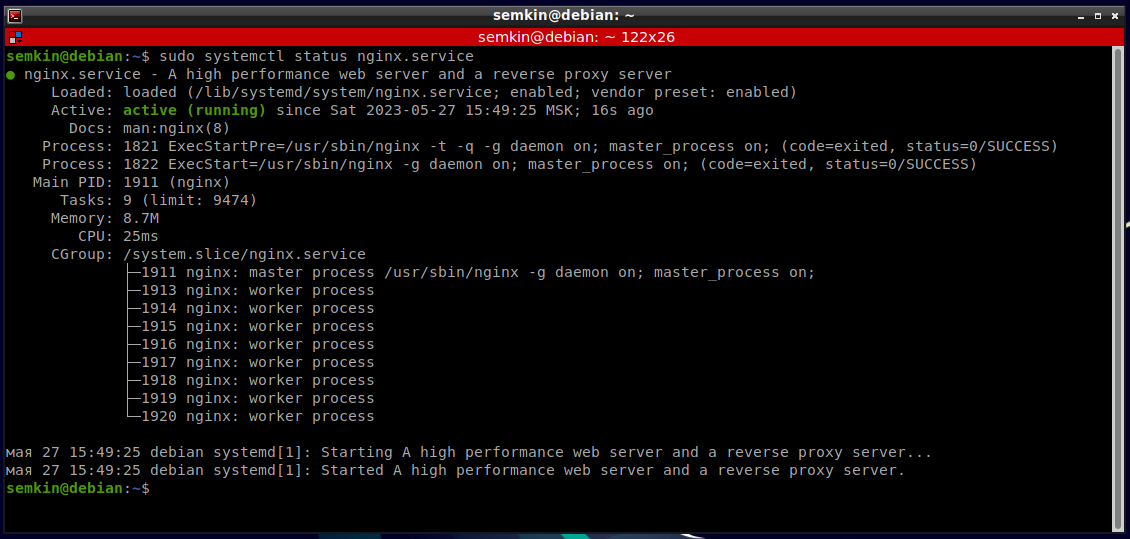 semkin@debian: ~
semkin@debian: ~ 122x26
semkin@debian:~$ sudo systemctl status nginx.service
● nginx.service - A high performance web server and a reverse proxy server
     Loaded: loaded (/lib/systemd/system/nginx.service; enabled; vendor preset: enabled)
     Active: active (running) since Sat 2023-05-27 15:49:25 MSK; 16s ago
       Docs: man:nginx(8)
    Process: 1821 ExecStartPre=/usr/sbin/nginx -t -q -g daemon on; master_process on; (code=exited, status=0/SUCCESS)
    Process: 1822 ExecStart=/usr/sbin/nginx -g daemon on; master_process on; (code=exited, status=0/SUCCESS)
   Main PID: 1911 (nginx)
      Tasks: 9 (limit: 9474)
     Memory: 8.7M
        CPU: 25ms
     CGroup: /system.slice/nginx.service
             ├─1911 nginx: master process /usr/sbin/nginx -g daemon on; master_process on;
             ├─1913 nginx: worker process
             ├─1914 nginx: worker process
             ├─1915 nginx: worker process
             ├─1916 nginx: worker process
             ├─1917 nginx: worker process
             ├─1918 nginx: worker process
             ├─1919 nginx: worker process
             └─1920 nginx: worker process
мая 27 15:49:25 debian systemd[1]: Starting A high performance web server and a reverse proxy server...
мая 27 15:49:25 debian systemd[1]: Started A high performance web server and a reverse proxy server.
semkin@debian:~$